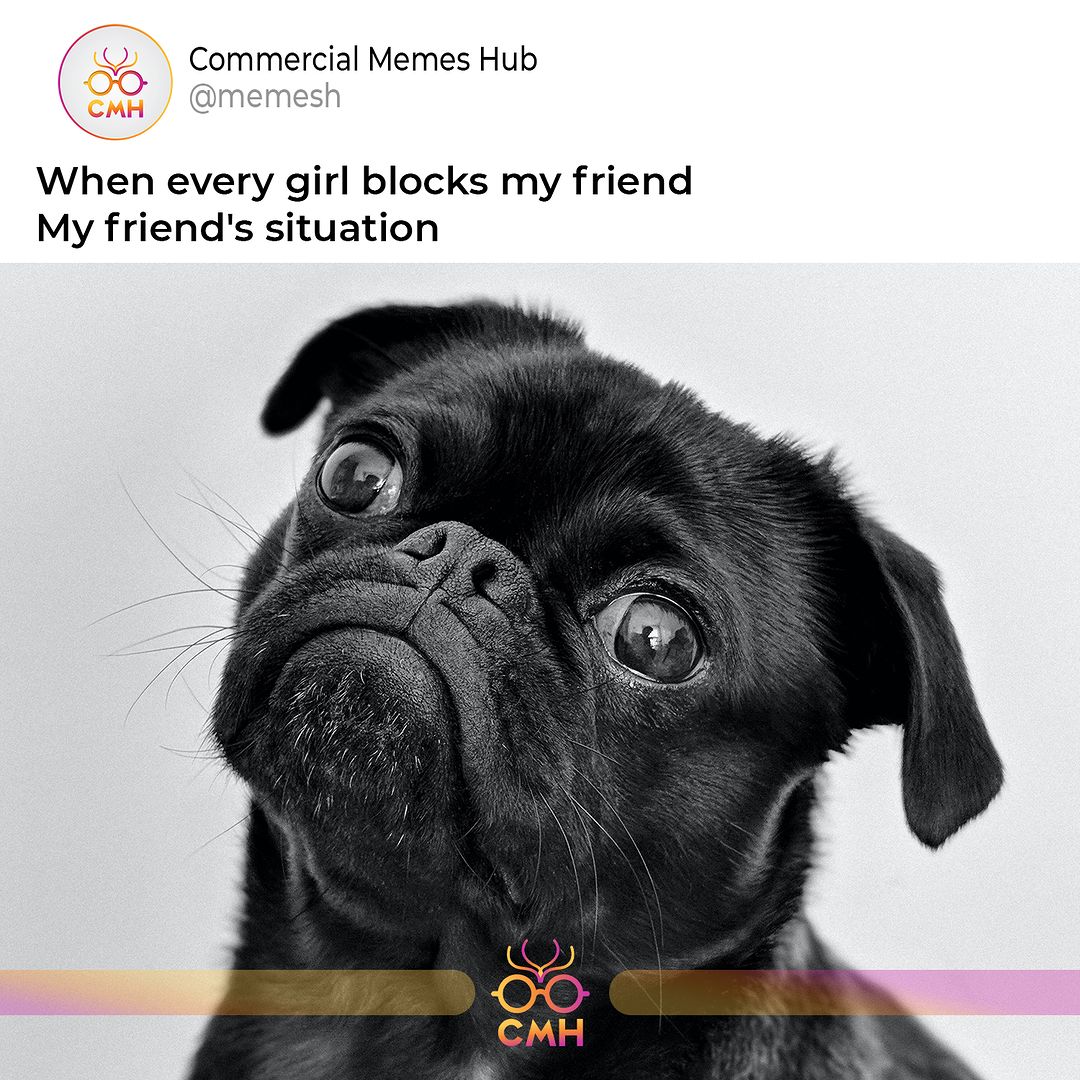 CMH
Commercial Memes Hub
@memesh
When every girl blocks my friend
My friend's situation
CMH